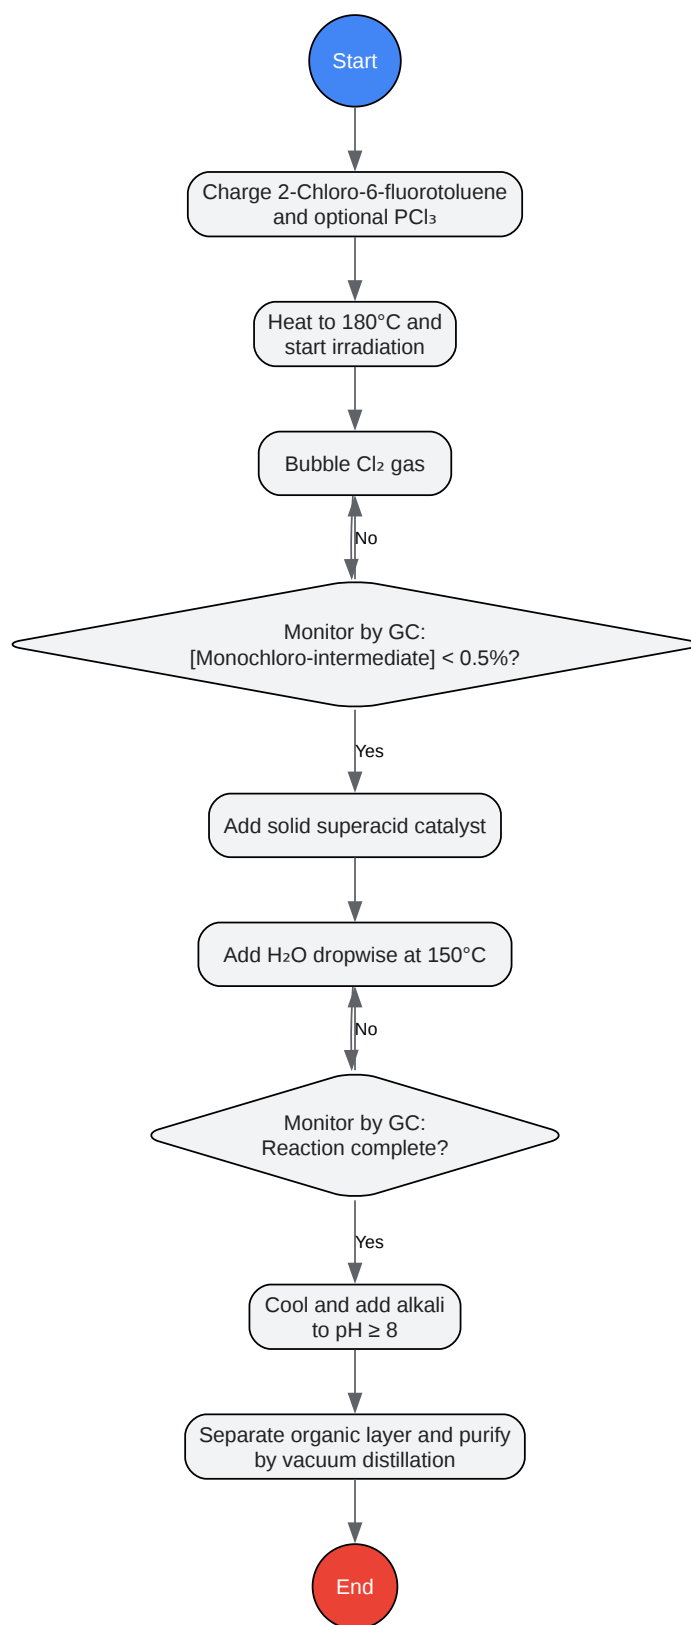 Start
Charge 2-Chloro-6-fluorotoluene
and optional PCl₃
Heat to 180°C and
start irradiation
Bubble Cl₂ gas
No
Monitor by GC:
[Monochloro-intermediate] < 0.5%?
Yes
Add solid superacid catalyst
Add H₂O dropwise at 150°C
No
Monitor by GC:
Reaction complete?
Yes
Cool and add alkali
to pH ≥ 8
Separate organic layer and purify
by vacuum distillation
End